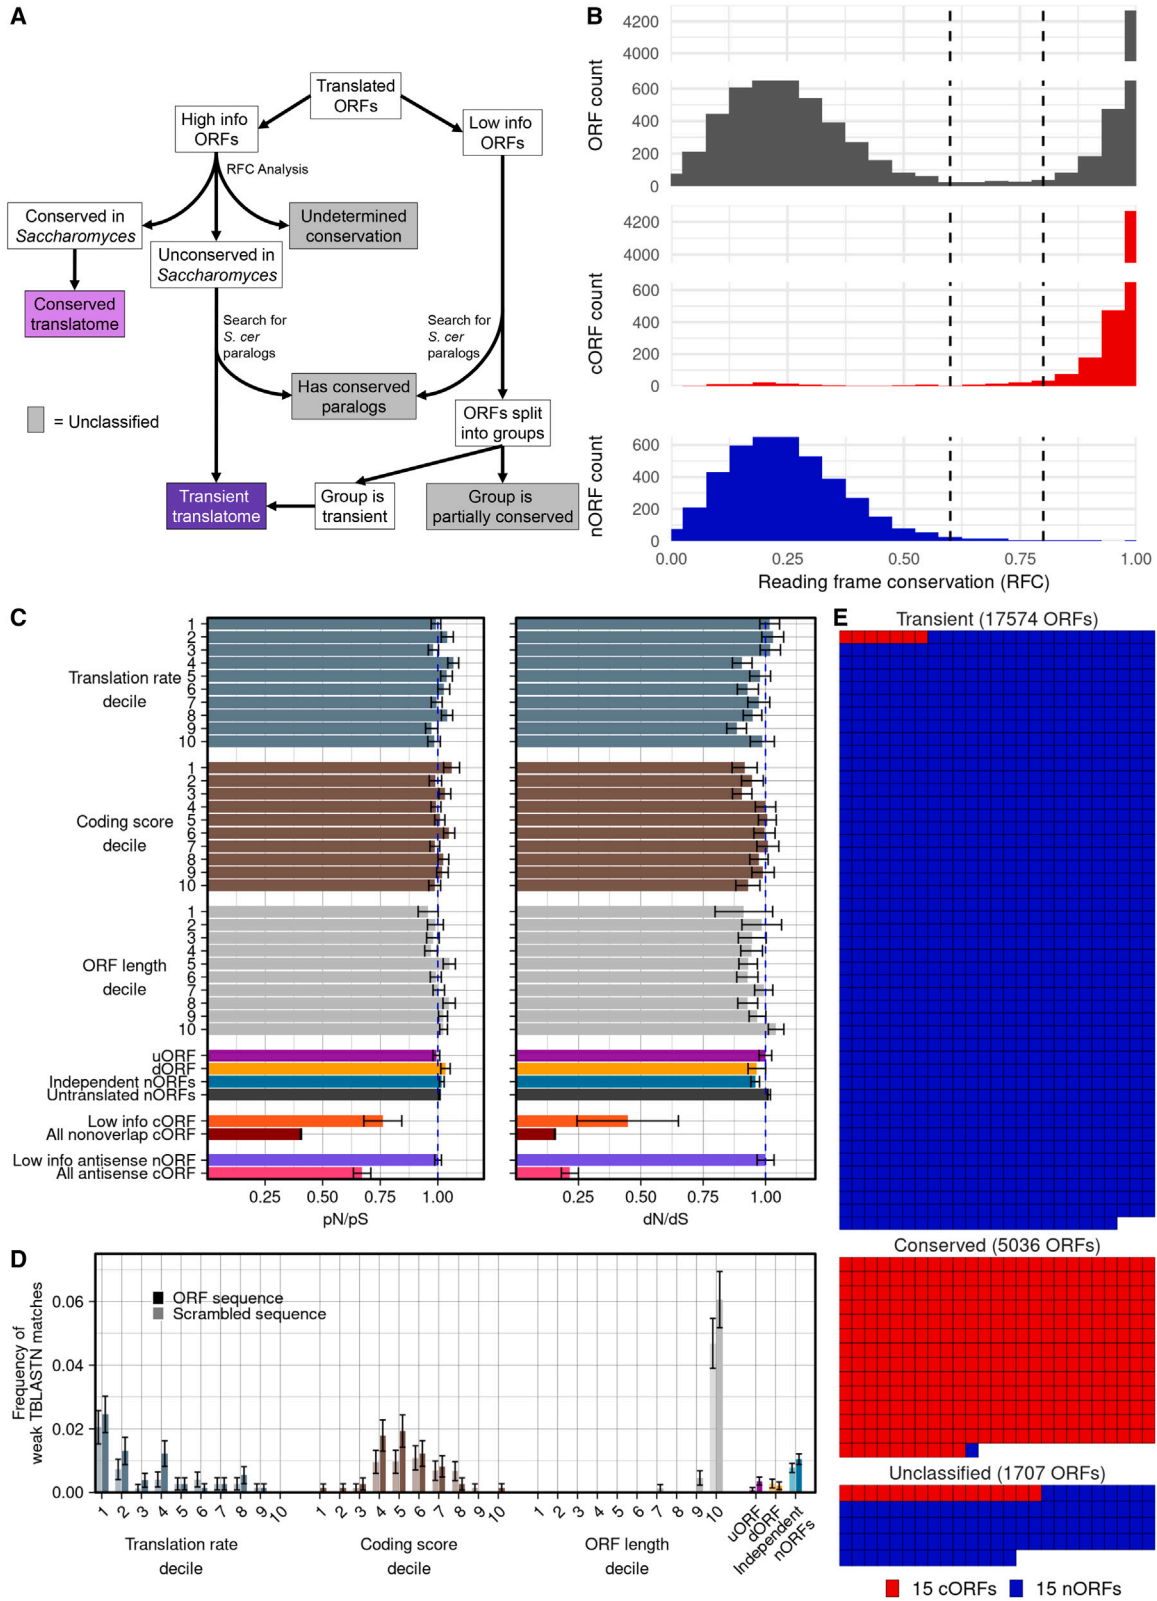 A
Translated
ORFs
High info
ORFs
Low info
ORFs
RFC Analysis
Conserved in
Saccharomyces
Undetermined
conservation
Unconserved in
Saccharomyces
Conserved
translatome
Search for
S. cer
paralogs
Search for
S. cer
paralogs
Has conserved
paralogs
= Unclassified
ORFs split
into groups
Transient
translatome
Group is
transient
Group is
partially conserved
B
4200
4000
600
400
200
0
ORF count
4200
4000
600
400
200
0
cORF count
600
400
200
0
nORF count
0.00 0.25 0.50 0.75 1.00
Reading frame conservation (RFC)
C
Translation rate
decile
1
2
3
4
5
6
7
8
9
10
Coding score
decile
1
2
3
4
5
6
7
8
9
10
ORF length
decile
1
2
3
4
5
6
7
8
9
10
uORF
dORF
Independent nORFs
Untranslated nORFs
Low info cORF
All nonoverlap cORF
Low info antisense nORF
All antisense cORF
0.25 0.50 0.75 1.00
pN/pS
0.25 0.50 0.75 1.00
dN/dS
D
Frequency of
weak TBLASTN matches
0.06
0.04
0.02
0.00
ORF sequence
Scrambled sequence
1 2 3 4 5 6 7 8 9 10
Translation rate
decile
1 2 3 4 5 6 7 8 9 10
Coding score
decile
1 2 3 4 5 6 7 8 9 10
ORF length
decile
uORF
dORF
Independent
nORFs
E
Transient (17574 ORFs)
Conserved (5036 ORFs)
Unclassified (1707 ORFs)
15 cORFs 15 nORFs